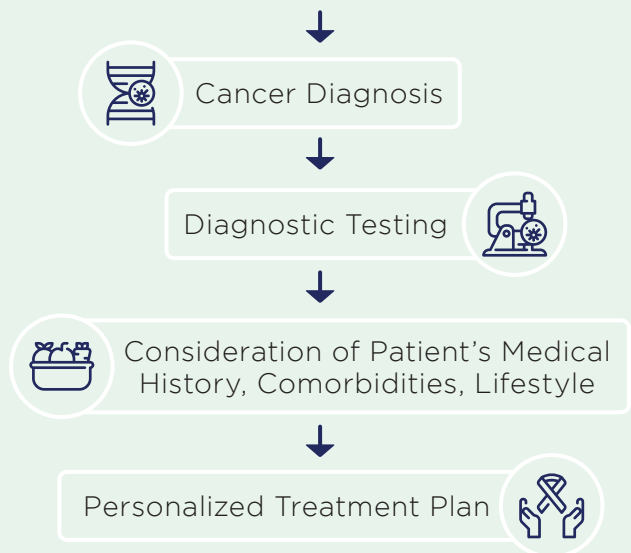 Cancer Diagnosis
Diagnostic Testing
Consideration of Patient’s Medical
History, Comorbidities, Lifestyle
Personalized Treatment Plan